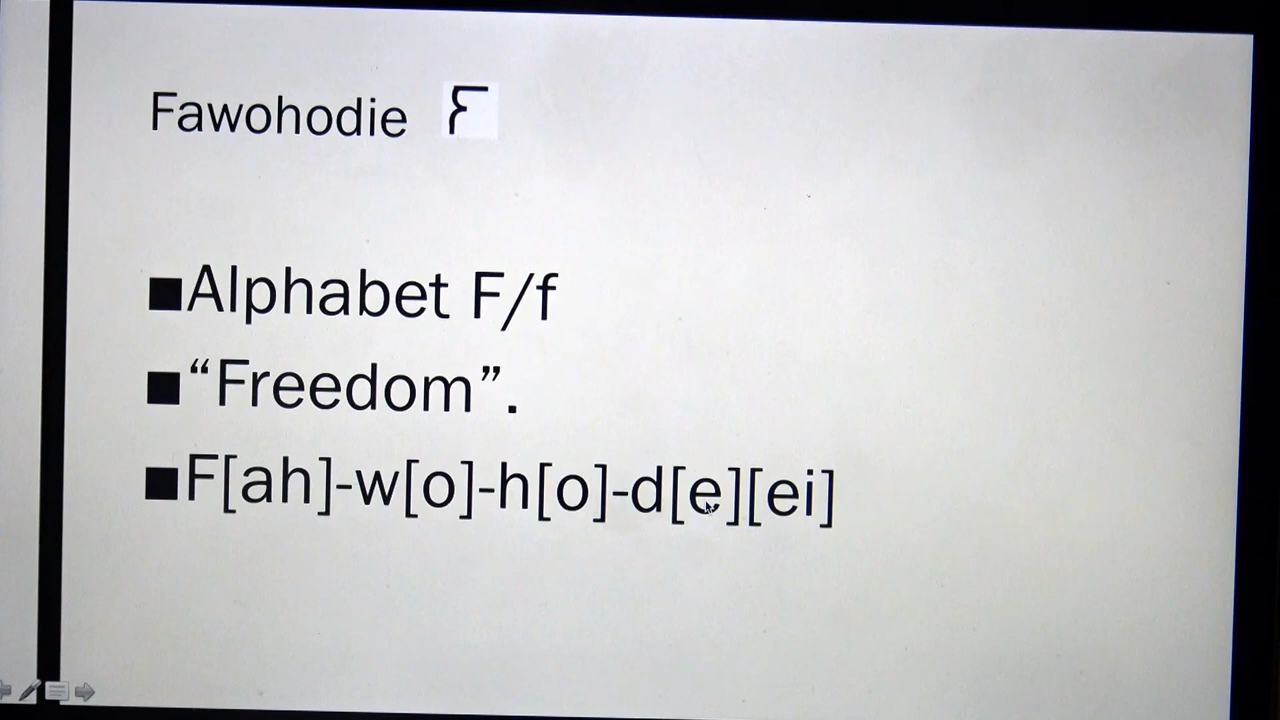 Fawohodie
■Alphabet F/f
■“Freedom”.
■F[ah]-w[o]-h[o]-d[e][ei]